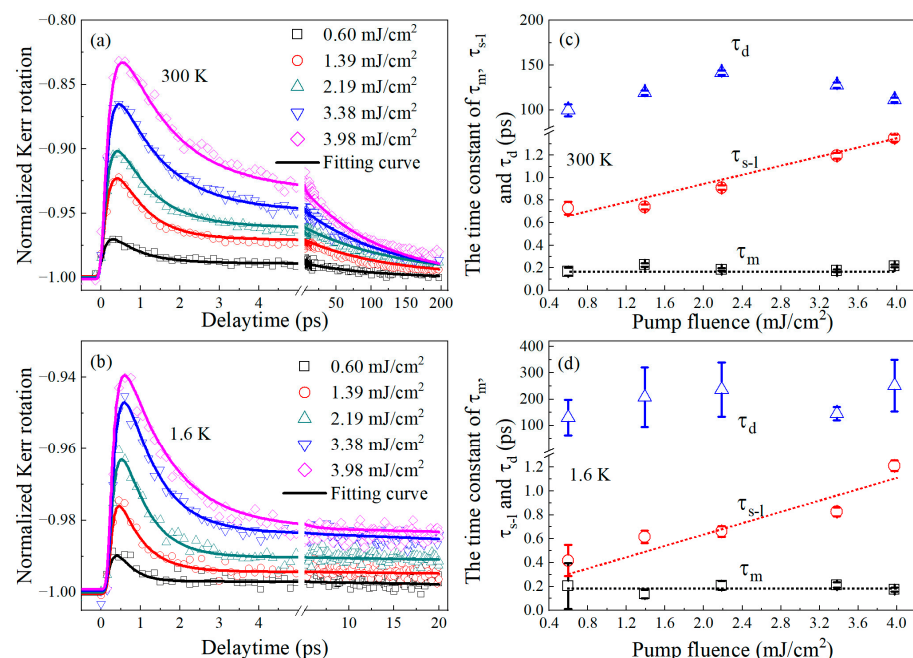 (a)
300 K
0.60 mJ/cm²
1.39 mJ/cm²
2.19 mJ/cm²
3.38 mJ/cm²
3.98 mJ/cm²
Fitting curve
Normalized Kerr rotation
−0.80
−0.85
−0.90
−0.95
−1.00
0 1 2 3 4 50 100 150 200
Delaytime (ps)
(c)
τd
300 K
τs-l
τm
The time constant of τm, τs-l
and τd (ps)
200
150
100
1.2
1.0
0.8
0.6
0.4
0.2
0.0
0.4 0.8 1.2 1.6 2.0 2.4 2.8 3.2 3.6 4.0
Pump fluence (mJ/cm²)
(b)
1.6 K
0.60 mJ/cm²
1.39 mJ/cm²
2.19 mJ/cm²
3.38 mJ/cm²
3.98 mJ/cm²
Fitting curve
Normalized Kerr rotation
−0.94
−0.96
−0.98
−1.00
0 1 2 3 4 5 10 15 20
Delaytime (ps)
(d)
τd
1.6 K
τs-l
τm
The time constant of τm,
τs-l and τd (ps)
400
300
200
100
1.2
1.0
0.8
0.6
0.4
0.2
0.0
0.4 0.8 1.2 1.6 2.0 2.4 2.8 3.2 3.6 4.0
Pump fluence (mJ/cm²)